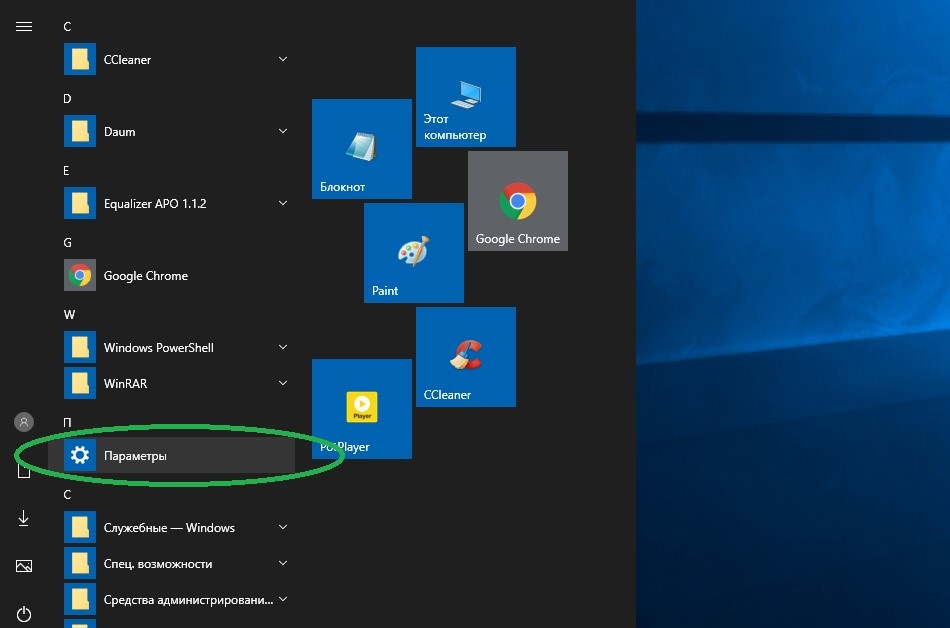 C
CCleaner
D
Daum
E
Equalizer APO 1.1.2
G
Google Chrome
W
Windows PowerShell
WinRAR
П
Параметры
С
Служебные — Windows
Спец. возможности
Средства администрировани...
Этот
компьютер
Блокнот
Google Chrome
Paint
CCleaner
Player
PotPlayer